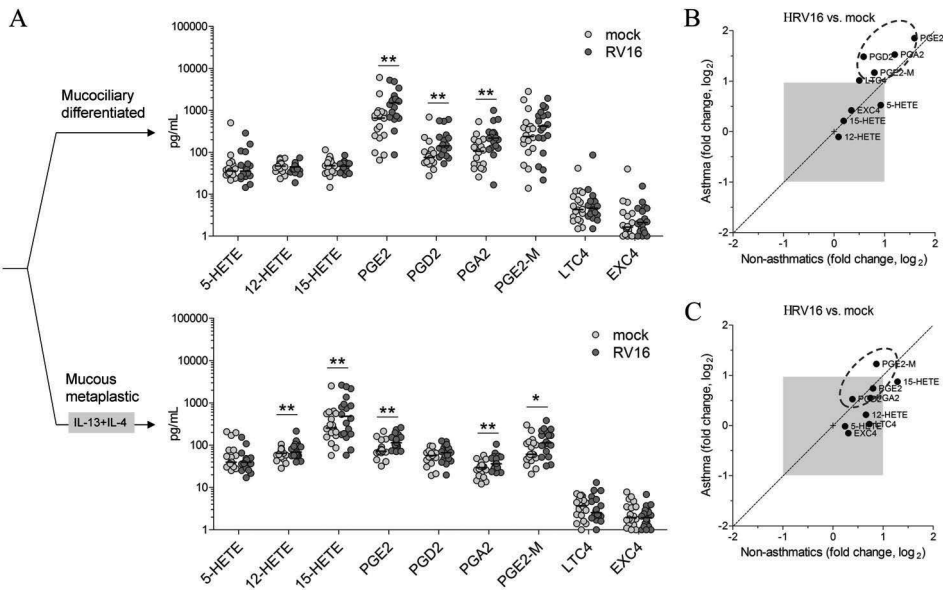 A
Mucociliary
differentiated
Mucous
metaplastic
IL-13+IL-4
pg/mL
100000
10000
1000
100
10
1
mock
RV16
**
**
**
5-HETE
12-HETE
15-HETE
PGE2
PGD2
PGA2
PGE2-M
LTC4
EXC4
pg/mL
100000
10000
1000
100
10
1
mock
RV16
**
**
**
**
*
5-HETE
12-HETE
15-HETE
PGE2
PGD2
PGA2
PGE2-M
LTC4
EXC4
B
HRV16 vs. mock
Asthma (fold change, log2)
2
1
0
-1
-2
PGE2
PGD2
PGA2
PGE2-M
LTC4
5-HETE
EXC4
15-HETE
12-HETE
-2
-1
0
1
2
Non-asthmatics (fold change, log2)
C
HRV16 vs. mock
Asthma (fold change, log2)
2
1
0
-1
-2
PGE2-M
15-HETE
PGE2
PGA2
12-HETE
LTC4
5-HETE
EXC4
-2
-1
0
1
2
Non-asthmatics (fold change, log2)